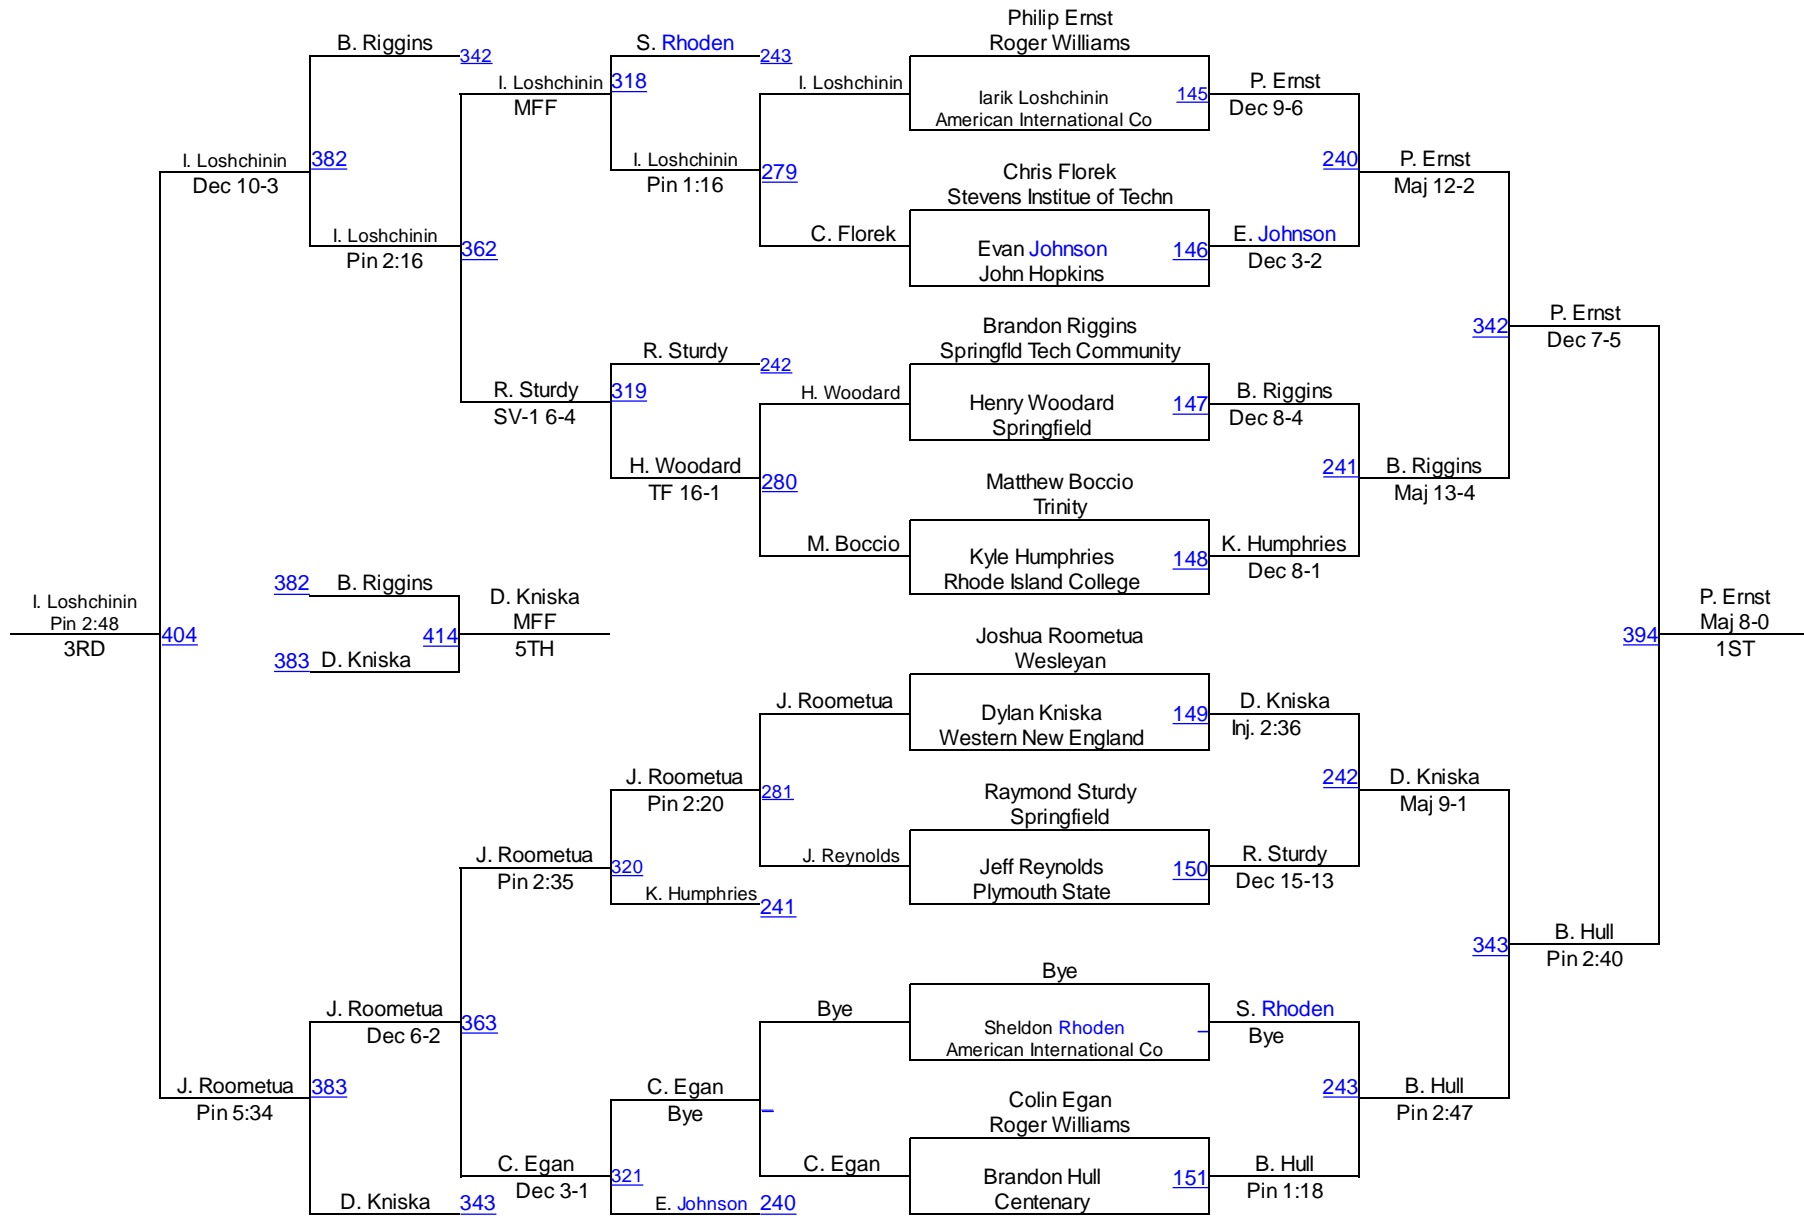 Philip Ernst
B. Riggins
S. Rhoden
Roger Williams
342
243
I. Loshchinin
318
I. Loshchinin
P. Ernst
MFF
Iarik Loshchinin
145
Dec 9-6
American International Co
I. Loshchinin
382
I. Loshchinin
279
Chris Florek
240
P. Ernst
Dec 10-3
Pin 1:16
Stevens Institue of Techn
Maj 12-2
I. Loshchinin
362
C. Florek
Evan Johnson
146
E. Johnson
Pin 2:16
John Hopkins
Dec 3-2
Brandon Riggins
342
P. Ernst
R. Sturdy
Springfld Tech Community
Dec 7-5
242
R. Sturdy
319
H. Woodard
Henry Woodard
147
B. Riggins
SV-1 6-4
Springfield
Dec 8-4
H. Woodard
280
Matthew Boccio
241
B. Riggins
TF 16-1
Trinity
Maj 13-4
M. Boccio
Kyle Humphries
148
K. Humphries
Rhode Island College
Dec 8-1
382
B. Riggins
D. Kniska
I. Loshchinin
P. Ernst
Pin 2:48
404
414
MFF
394
Maj 8-0
3RD
5TH
1ST
383
D. Kniska
Joshua Roometua
Wesleyan
J. Roometua
Dylan Kniska
149
D. Kniska
Western New England
Inj. 2:36
J. Roometua
281
Raymond Sturdy
242
D. Kniska
Pin 2:20
Springfield
Maj 9-1
J. Roometua
320
J. Reynolds
Jeff Reynolds
150
R. Sturdy
Pin 2:35
Plymouth State
Dec 15-13
K. Humphries
241
343
B. Hull
Pin 2:40
Bye
J. Roometua
363
Bye
Sheldon Rhoden
S. Rhoden
Dec 6-2
American International Co
Bye
J. Roometua
383
C. Egan
Colin Egan
243
B. Hull
Pin 5:34
Bye
Roger Williams
Pin 2:47
C. Egan
321
C. Egan
Brandon Hull
151
B. Hull
Dec 3-1
Centenary
Pin 1:18
D. Kniska
343
E. Johnson
240